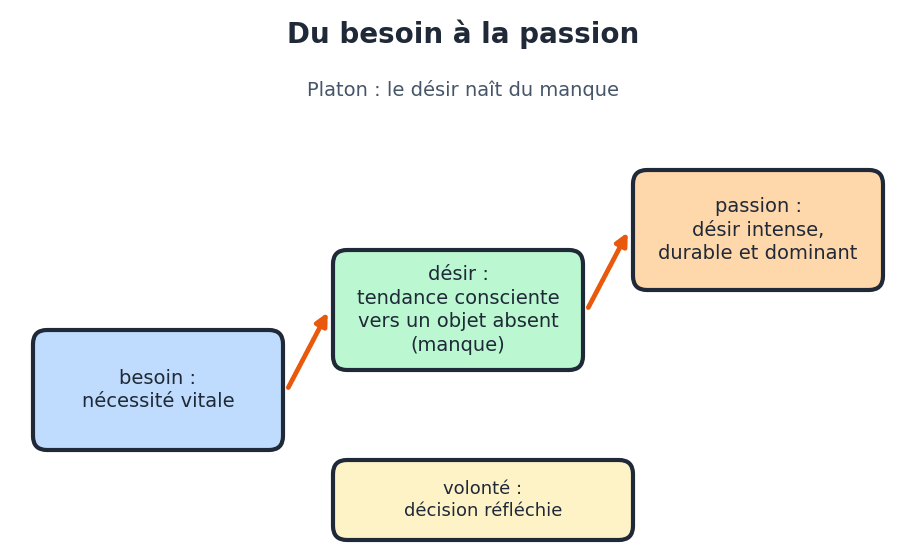 Du besoin à la passion
Platon : le désir naît du manque
besoin :
nécessité vitale
désir :
tendance consciente
vers un objet absent
(manque)
passion :
désir intense,
durable et dominant
volonté :
décision réfléchie